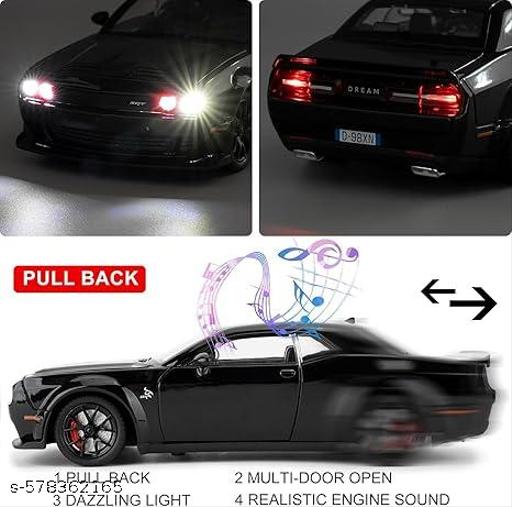 SRT
DREAM
D-98XN
PULL BACK
1 PULL BACK
2 MULTI-DOOR OPEN
s-578362165
3 DAZZLING LIGHT
4 REALISTIC ENGINE SOUND